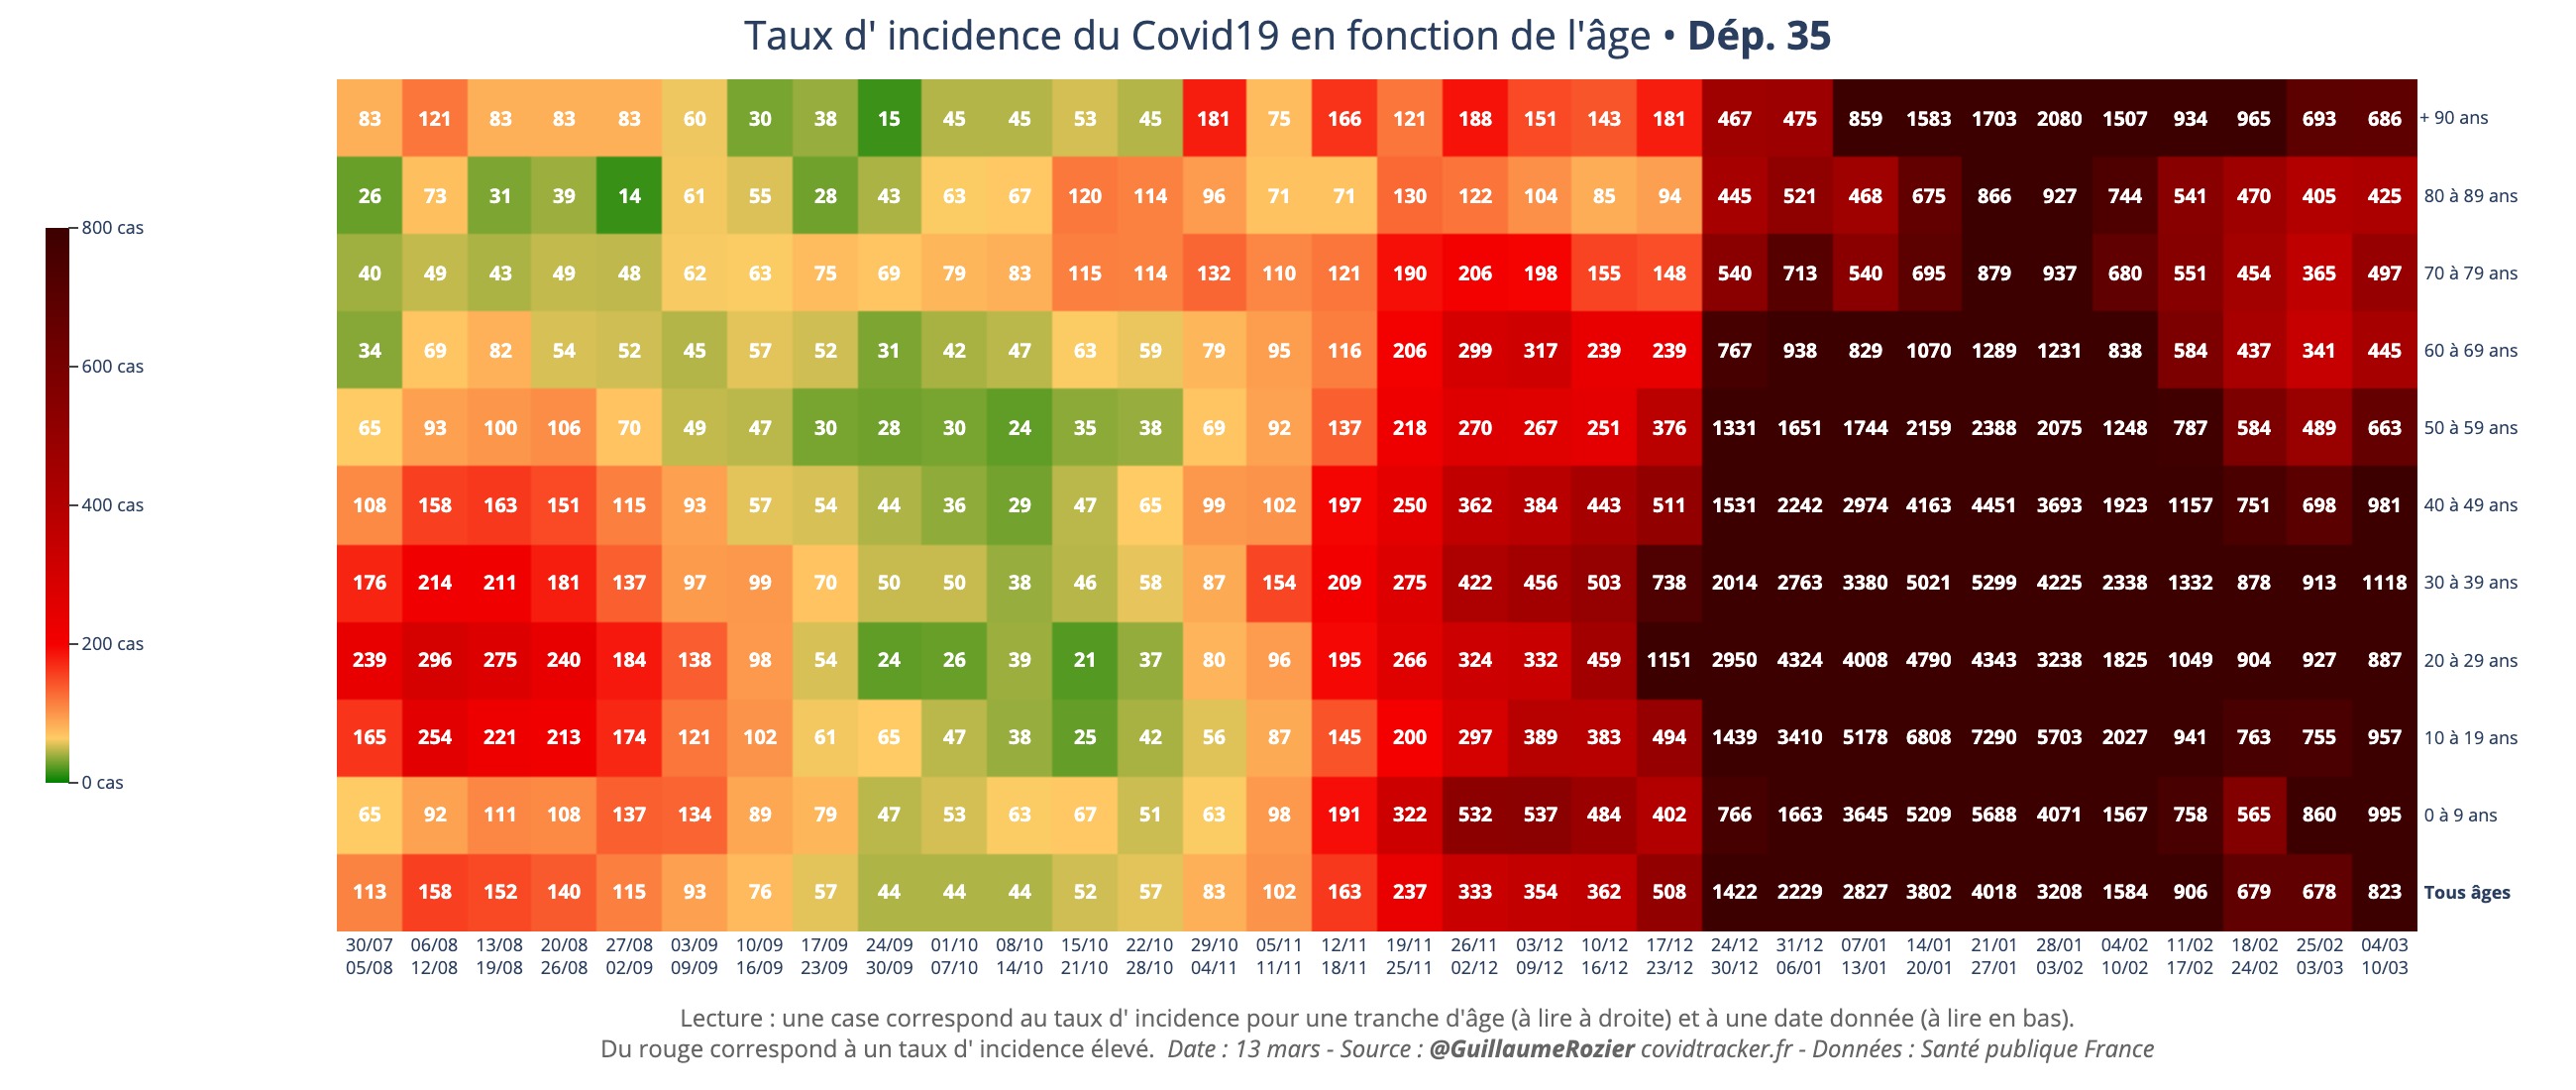 Taux d' incidence du Covid19 en fonction de l'âge • Dép. 35
83 121 83 83 83 60 30 38 15 45 45 53 45 181 75 166 121 188 151 143 181 467 475 859 1583 1703 2080 1507 934 965 693 686 + 90 ans
26 73 31 39 14 61 55 28 43 63 67 120 114 96 71 71 130 122 104 85 94 445 521 468 675 866 927 744 541 470 405 425 80 à 89 ans
800 cas
40 49 43 49 48 62 63 75 69 79 83 115 114 132 110 121 190 206 198 155 148 540 713 540 695 879 937 680 551 454 365 497 70 à 79 ans
34 69 82 54 52 45 57 52 31 42 47 63 59 79 95 116 206 299 317 239 239 767 938 829 1070 1289 1231 838 584 437 341 445 60 à 69 ans
600 cas
65 93 100 106 70 49 47 30 28 30 24 35 38 69 92 137 218 270 267 251 376 1331 1651 1744 2159 2388 2075 1248 787 584 489 663 50 à 59 ans
400 cas
108 158 163 151 115 93 57 54 44 36 29 47 65 99 102 197 250 362 384 443 511 1531 2242 2974 4163 4451 3693 1923 1157 751 698 981 40 à 49 ans
176 214 211 181 137 97 99 70 50 50 38 46 58 87 154 209 275 422 456 503 738 2014 2763 3380 5021 5299 4225 2338 1332 878 913 1118 30 à 39 ans
200 cas
239 296 275 240 184 138 98 54 24 26 39 21 37 80 96 195 266 324 332 459 1151 2950 4324 4008 4790 4343 3238 1825 1049 904 927 887 20 à 29 ans
165 254 221 213 174 121 102 61 65 47 38 25 42 56 87 145 200 297 389 383 494 1439 3410 5178 6808 7290 5703 2027 941 763 755 957 10 à 19 ans
0 cas
65 92 111 108 137 134 89 79 47 53 63 67 51 63 98 191 322 532 537 484 402 766 1663 3645 5209 5688 4071 1567 758 565 860 995 0 à 9 ans
113 158 152 140 115 93 76 57 44 44 44 52 57 83 102 163 237 333 354 362 508 1422 2229 2827 3802 4018 3208 1584 906 679 678 823 Tous âges
30/07 06/08 13/08 20/08 27/08 03/09 10/09 17/09 24/09 01/10 08/10 15/10 22/10 29/10 05/11 12/11 19/11 26/11 03/12 10/12 17/12 24/12 31/12 07/01 14/01 21/01 28/01 04/02 11/02 18/02 25/02 04/03
05/08 12/08 19/08 26/08 02/09 09/09 16/09 23/09 30/09 07/10 14/10 21/10 28/10 04/11 11/11 18/11 25/11 02/12 09/12 16/12 23/12 30/12 06/01 13/01 20/01 27/01 03/02 10/02 17/02 24/02 03/03 10/03
Lecture : une case correspond au taux d' incidence pour une tranche d'âge (à lire à droite) et à une date donnée (à lire en bas).
Du rouge correspond à un taux d' incidence élevé. Date : 13 mars - Source : @GuillaumeRozier covidtracker.fr - Données : Santé publique France